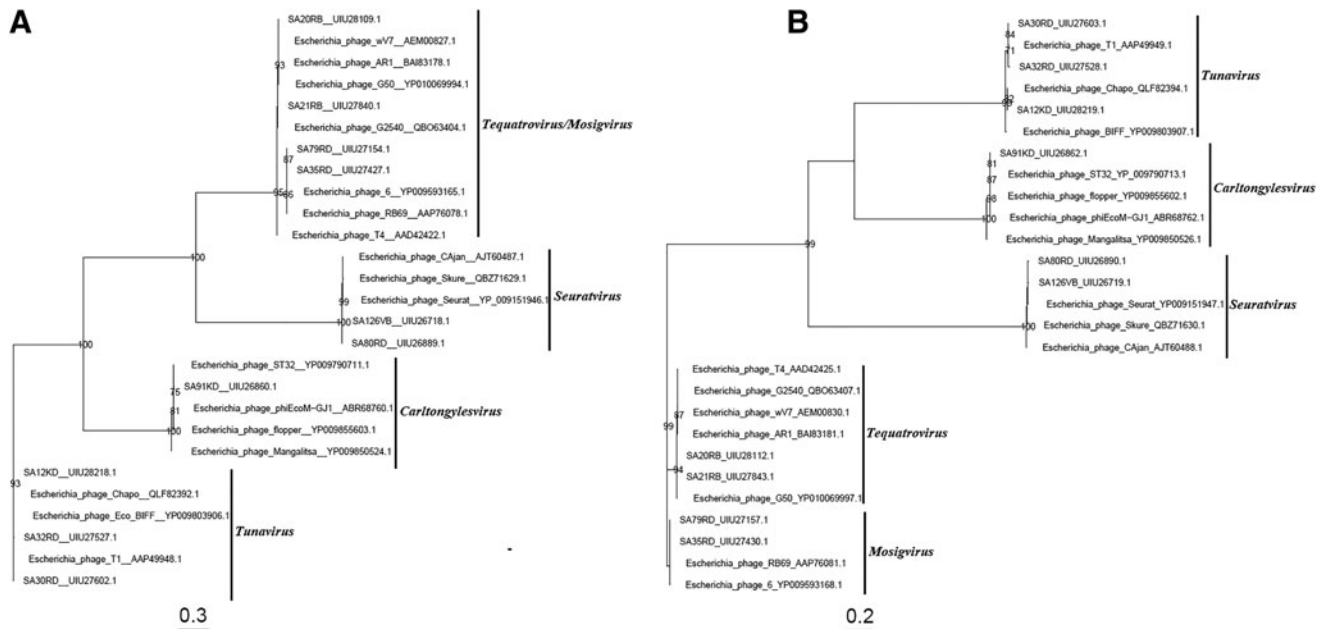 A
SA20RB__UIU28109.1
Escherichia_phage_wV7__AEM00827.1
93
Escherichia_phage_AR1__BAI83178.1
Escherichia_phage_G50__YP010069994.1
SA21RB__UIU27840.1
Escherichia_phage_G2540__QBO63404.1
Tequatrovirus/Mosigvirus
SA79RD__UIU27154.1
87
SA35RD__UIU27427.1
95
Escherichia_phage_6__YP009593165.1
Escherichia_phage_RB69__AAP76078.1
Escherichia_phage_T4__AAD42422.1
100
Escherichia_phage_CAjan__AJT60487.1
Escherichia_phage_Skure__QBZ71629.1
99
Escherichia_phage_Seurat__YP_009151946.1
Seuratvirus
100
SA126VB__UIU26718.1
SA80RD__UIU26889.1
100
Escherichia_phage_ST32__YP009790711.1
75
SA91KD__UIU26860.1
81
Escherichia_phage_phiEcoM-GJ1__ABR68760.1
Carltongylesvirus
100
Escherichia_phage_flopper__YP009855603.1
Escherichia_phage_Mangalitsa__YP009850524.1
SA12KD__UIU28218.1
93
Escherichia_phage_Chapo__QLF82392.1
Escherichia_phage_Eco_BIFF__YP009803906.1
Tunavirus
SA32RD__UIU27527.1
Escherichia_phage_T1__AAP49948.1
SA30RD__UIU27602.1
0.3
B
SA30RD_UIU27603.1
84
Escherichia_phage_T1_AAP49949.1
71
SA32RD_UIU27528.1
Tunavirus
Escherichia_phage_Chapo_QLF82394.1
SA12KD_UIU28219.1
Escherichia_phage_BIFF_YP009803907.1
SA91KD_UIU26862.1
81
Escherichia_phage_ST32_YP_009790713.1
87
Carltongylesvirus
Escherichia_phage_flopper_YP009855602.1
98
Escherichia_phage_phiEcoM-GJ1_ABR68762.1
100
Escherichia_phage_Mangalitsa_YP009850526.1
99
SA80RD_UIU26890.1
SA126VB_UIU26719.1
Escherichia_phage_Seurat_YP009151947.1
Seuratvirus
100
Escherichia_phage_Skure_QBZ71630.1
Escherichia_phage_CAjan_AJT60488.1
Escherichia_phage_T4_AAD42425.1
Escherichia_phage_G2540_QBO63407.1
87
Escherichia_phage_wV7_AEM00830.1
99
Escherichia_phage_AR1_BAI83181.1
Tequatrovirus
SA20RB_UIU28112.1
94
SA21RB_UIU27843.1
Escherichia_phage_G50_YP010069997.1
SA79RD_UIU27157.1
SA35RD_UIU27430.1
Mosigvirus
Escherichia_phage_RB69_AAP76081.1
Escherichia_phage_6_YP009593168.1
0.2